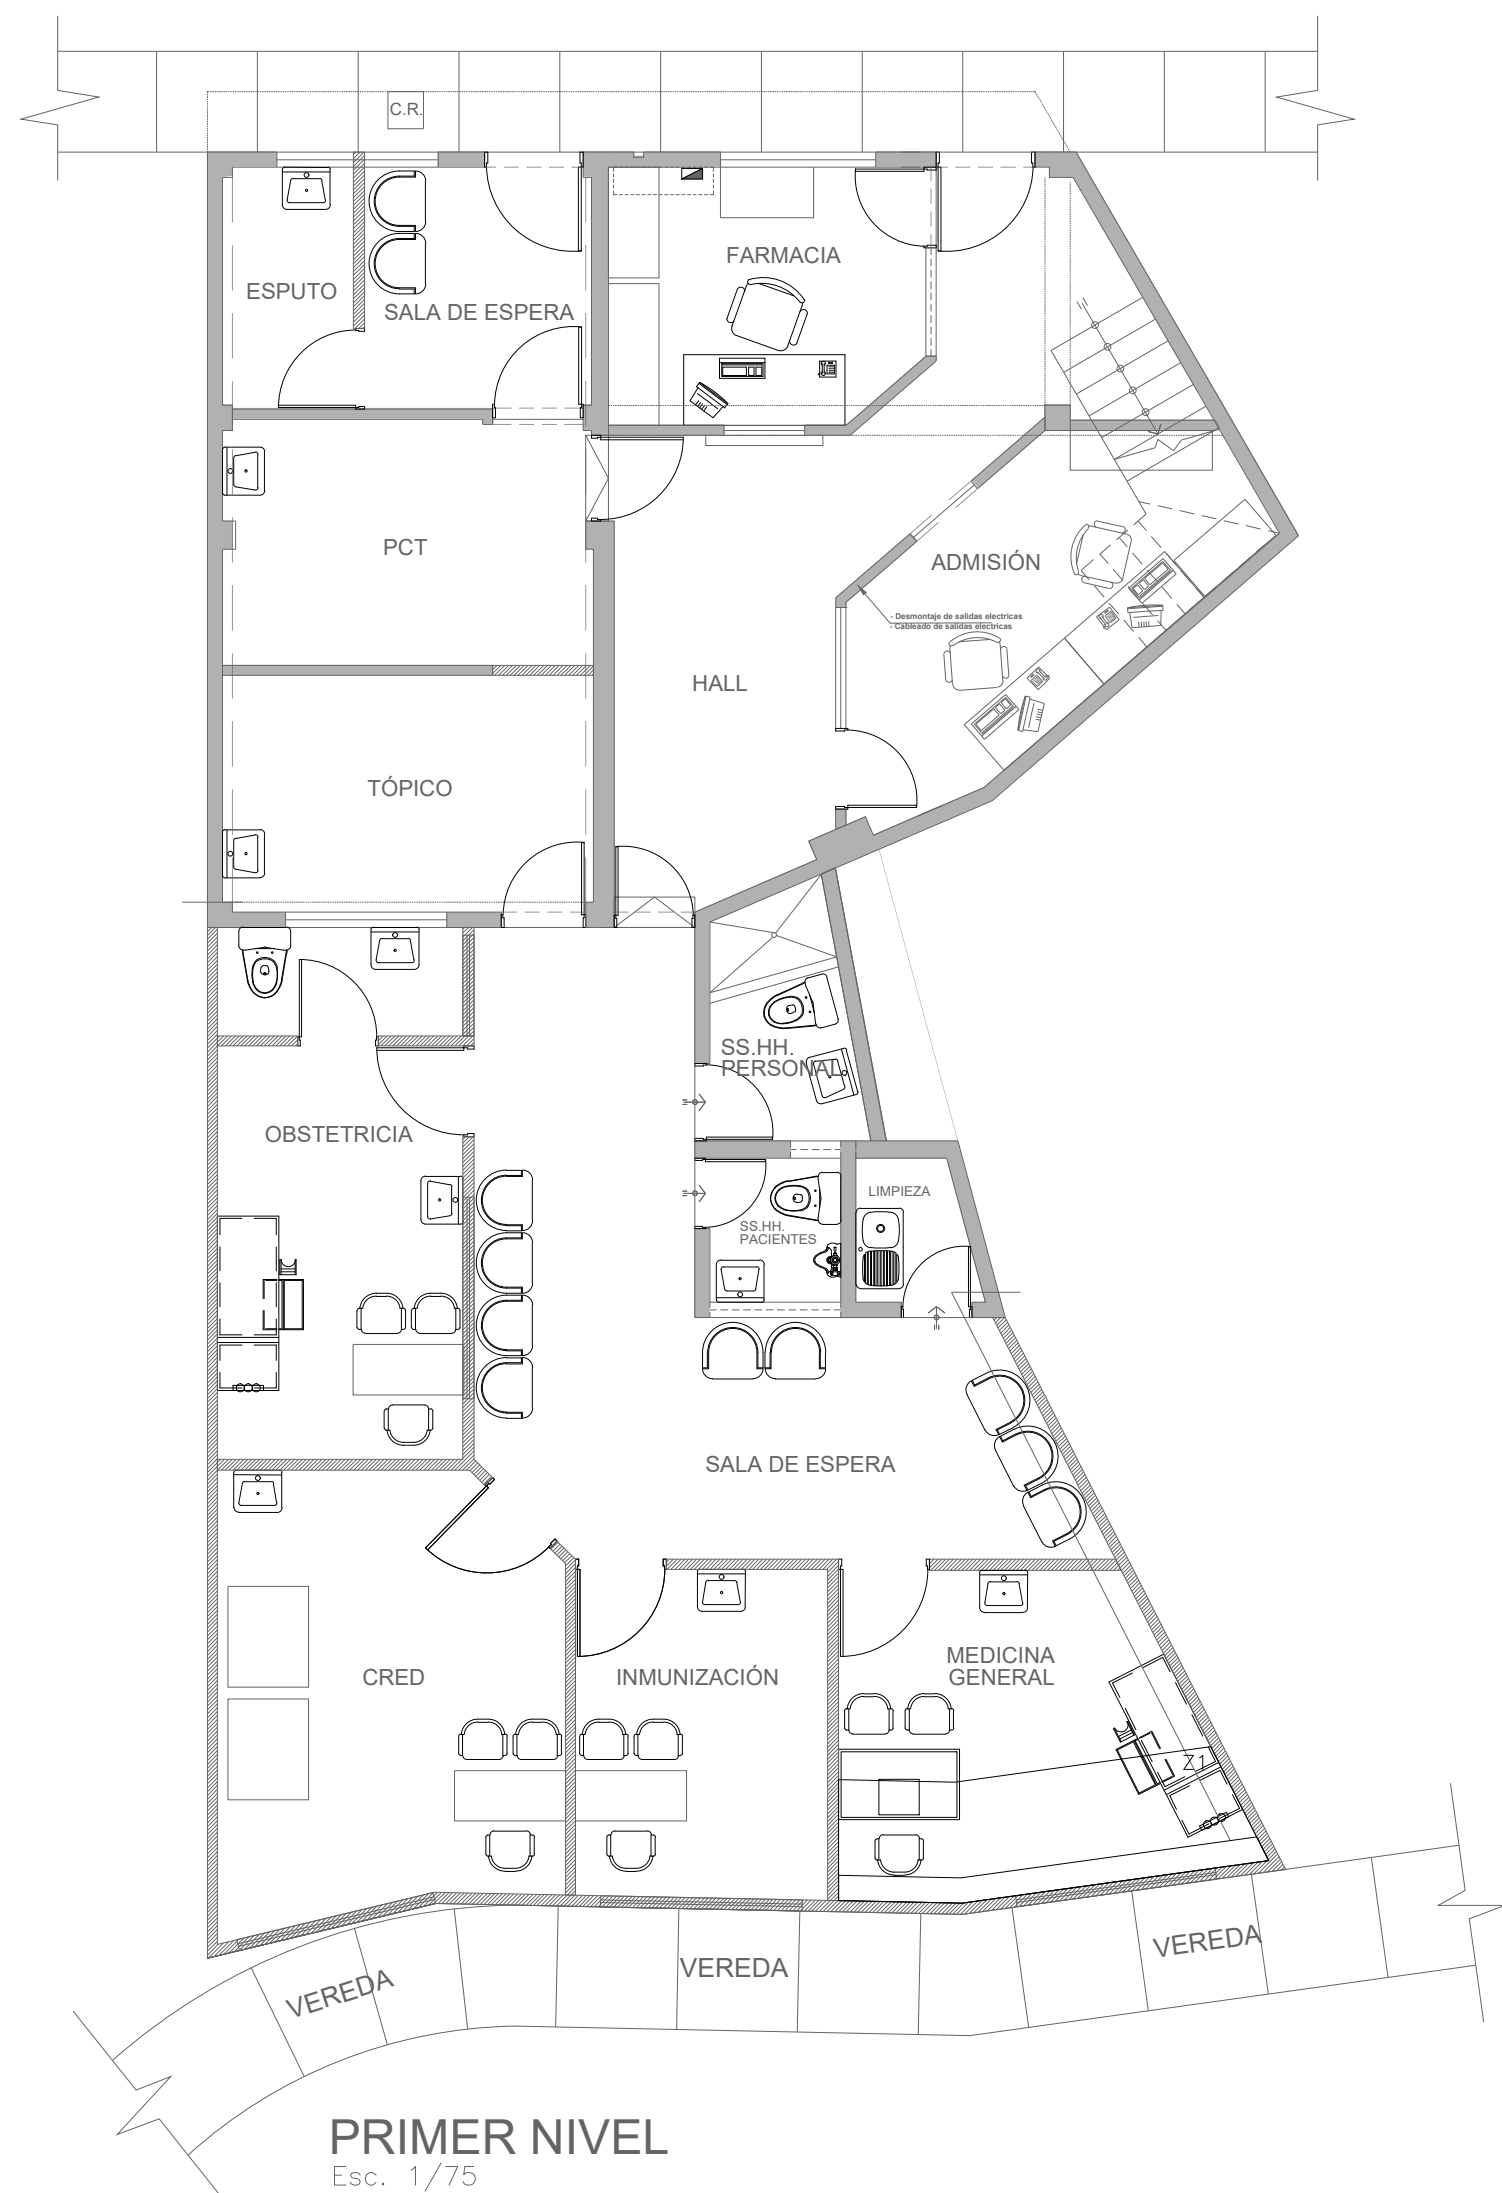 C.R.
FARMACIA
ESPUTO
SALA DE ESPERA
PCT
ADMISIÓN
- Desmontaje de salidas electricas
- Cableado de salidas electricas
HALL
TÓPICO
SS.HH.
PERSONAL
OBSTETRICIA
LIMPIEZA
SS.HH.
PACIENTES
SALA DE ESPERA
CRED
INMUNIZACIÓN
MEDICINA
GENERAL
Z1
VEREDA
VEREDA
VEREDA
PRIMER NIVEL
Esc. 1/75